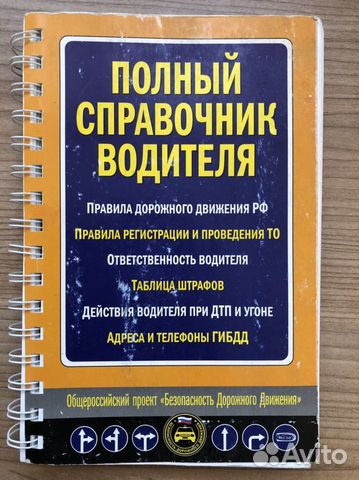 ПОЛНЫЙ
СПРАВОЧНИК
ВОДИТЕЛЯ
ПРАВИЛА ДОРОЖНОГО ДВИЖЕНИЯ РФ
ПРАВИЛА РЕГИСТРАЦИИ И ПРОВЕДЕНИЯ ТО
ОТВЕТСТВЕННОСТЬ ВОДИТЕЛЯ
ТАБЛИЦА ШТРАФОВ
ДЕЙСТВИЯ ВОДИТЕЛЯ ПРИ ДТП И УГОНЕ
АДРЕСА И ТЕЛЕФОНЫ ГИБДД
Общероссийский проект «Безопасность Дорожного Движения»
Avito